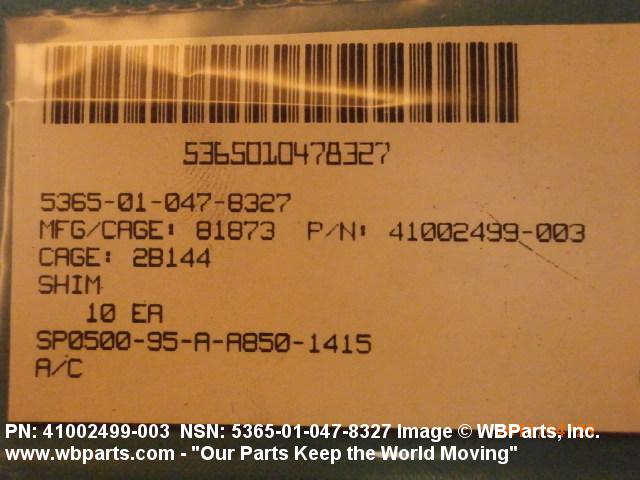 5365010478327
5365-01-047-8327
MFG/CAGE: 81873 P/N: 41002499-003
CAGE: 2B144
SHIM
10 EA
SP0500-95-A-A850-1415
A/C
PN: 41002499-003 NSN: 5365-01-047-8327 Image © WBParts, Inc.
www.wbparts.com - "Our Parts Keep the World Moving"